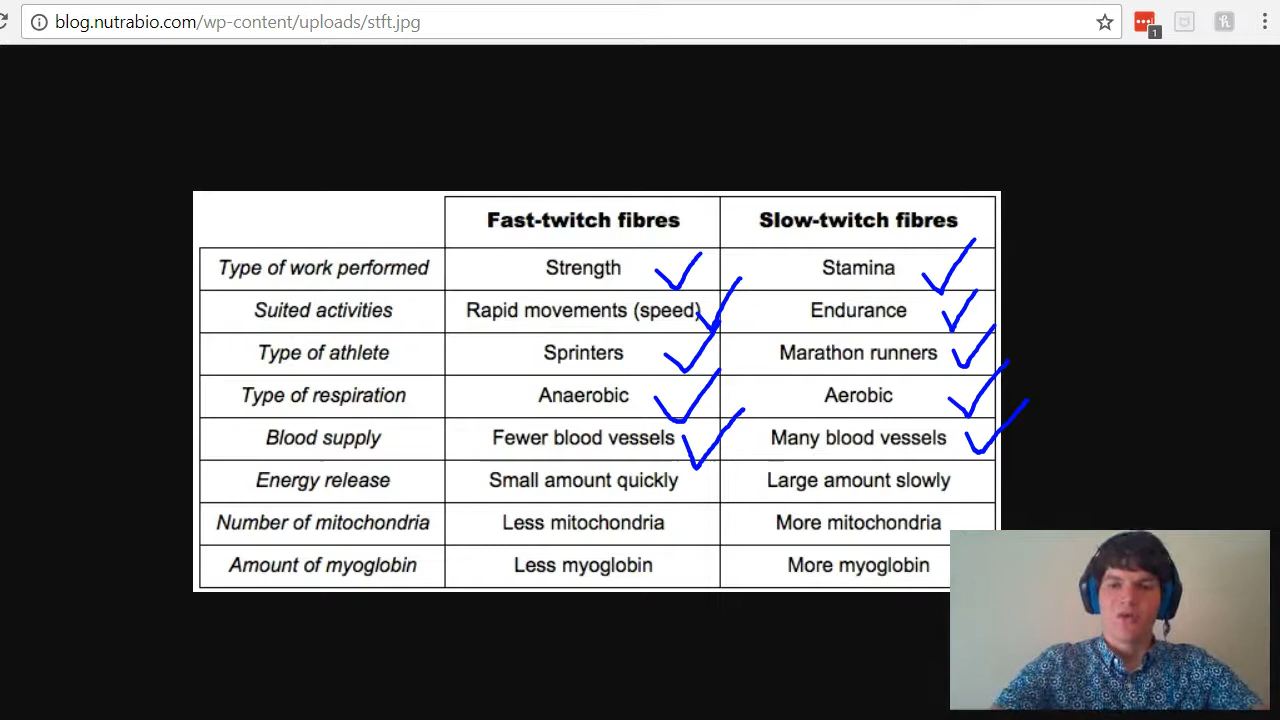 blog.nutrabio.com/wp-content/uploads/stft.jpg
1
Fast-twitch fibres Slow-twitch fibres
Type of work performed Strength Stamina
Suited activities Rapid movements (speed) Endurance
Type of athlete Sprinters Marathon runners
Type of respiration Anaerobic Aerobic
Blood supply Fewer blood vessels Many blood vessels
Energy release Small amount quickly Large amount slowly
Number of mitochondria Less mitochondria More mitochondria
Amount of myoglobin Less myoglobin More myoglobin